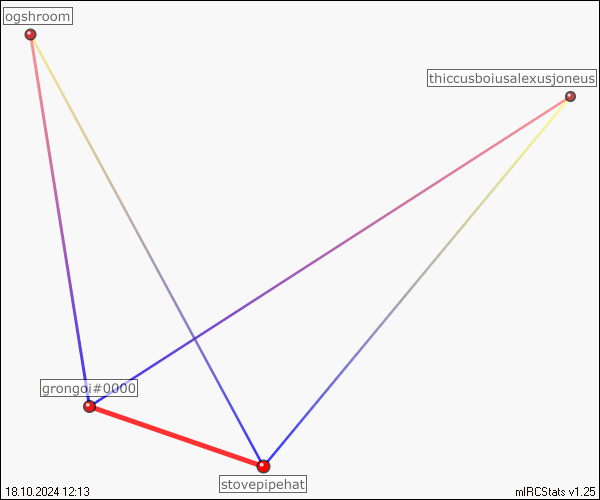 ogshroom
thiccusboiusalexusjoneus
grongoi#0000
stovepipehat
18.10.2024 12:13
mIRCStats v1.25